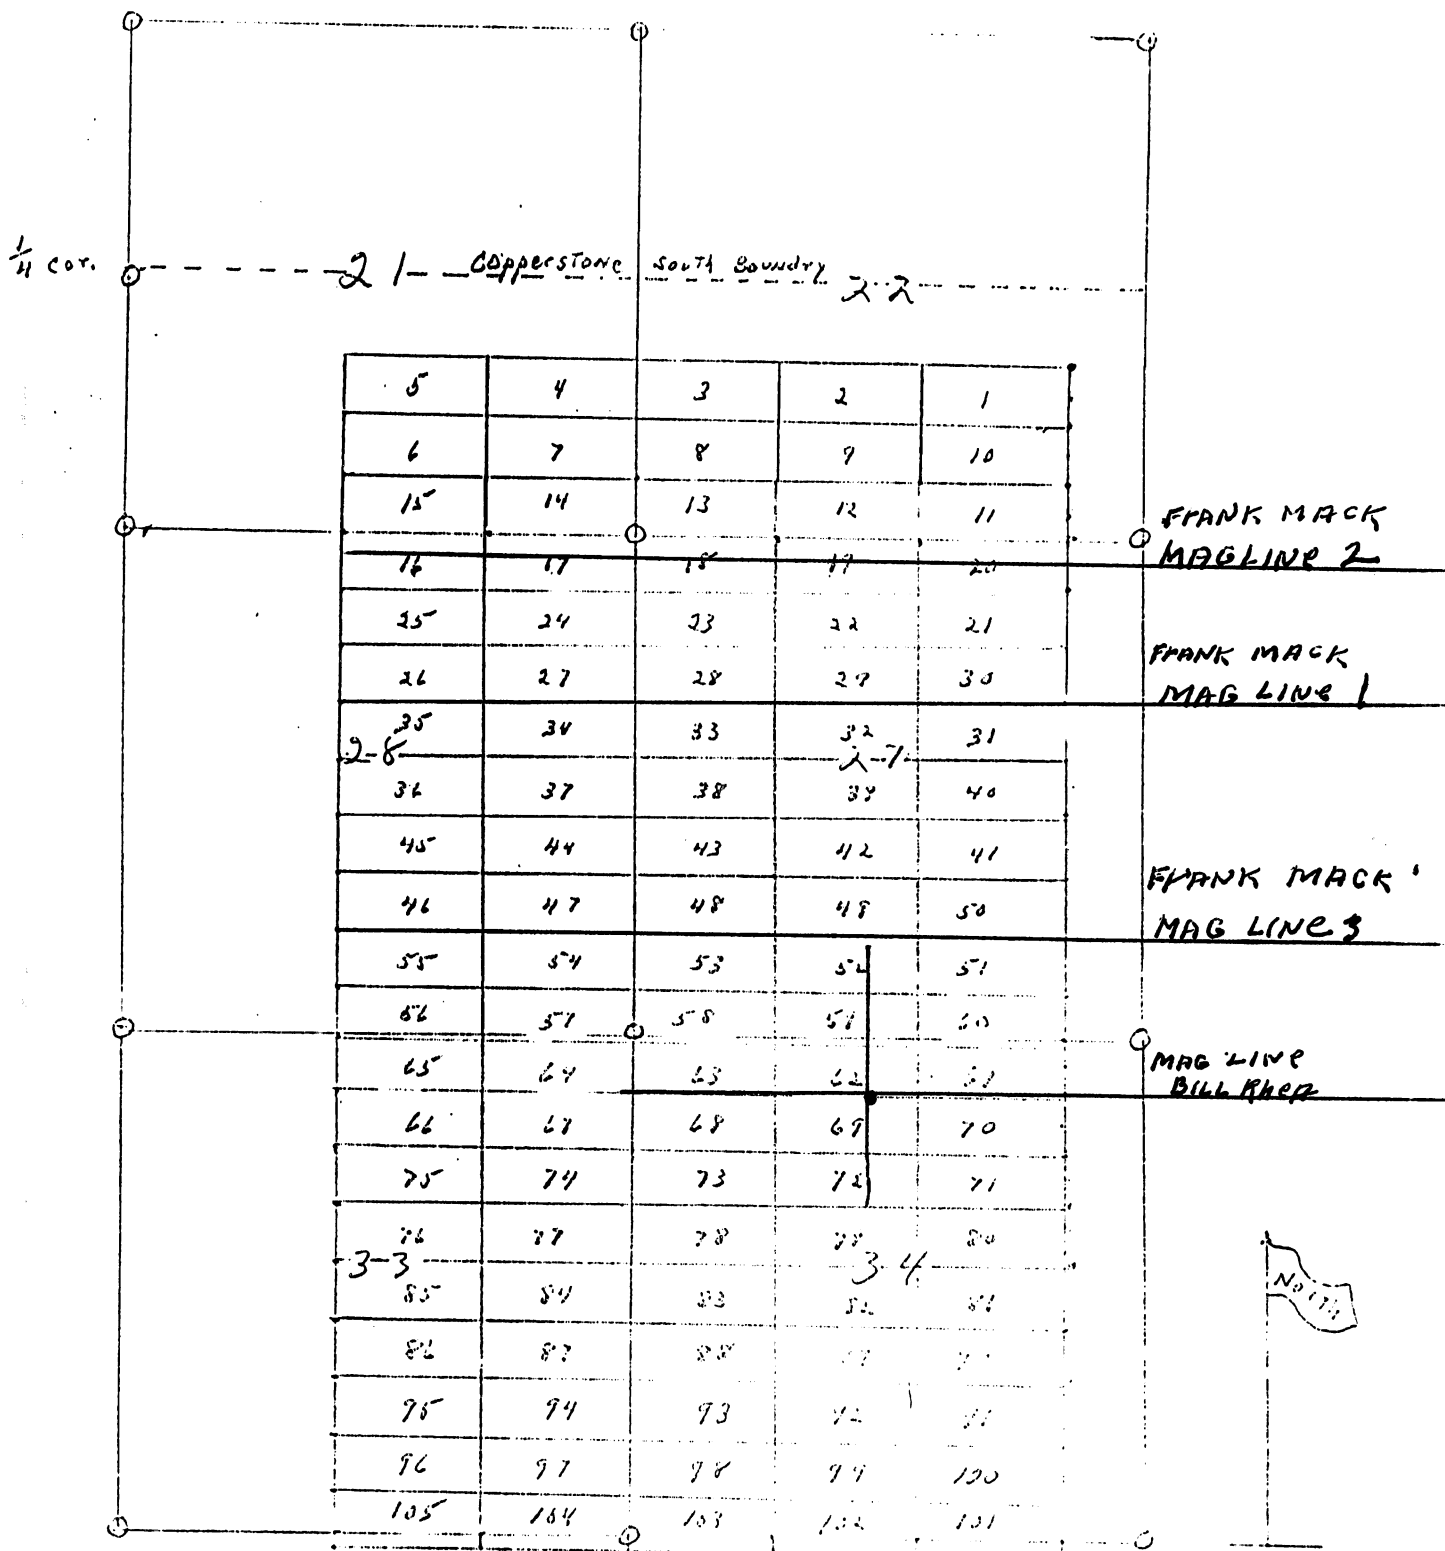 1/4 cor.
21 Copperstone south Boundry 22
5 4 3 2 1
6 7 8 9 10
15 14 13 12 11
FRANK MACK
MAGLINe 2
16 17 18 19 20
25 24 23 22 21
FRANK MACK
MAG LINe 1
26 27 28 29 30
35 34 33 32 31
28 27
36 37 38 39 40
45 44 43 42 41
FRANK MACK
MAG LINe 3
46 47 48 49 50
55 54 53 52 51
56 57 58 59 60
MAG LINe
BILL RHeA
65 64 63 62 61
66 67 68 69 70
75 74 73 72 71
76 77 78 79 80
33 34
North
85 84 83 82 81
86 87 88 89
95 94 93 92 91
96 97 98 99 100
105 104 103 102 101